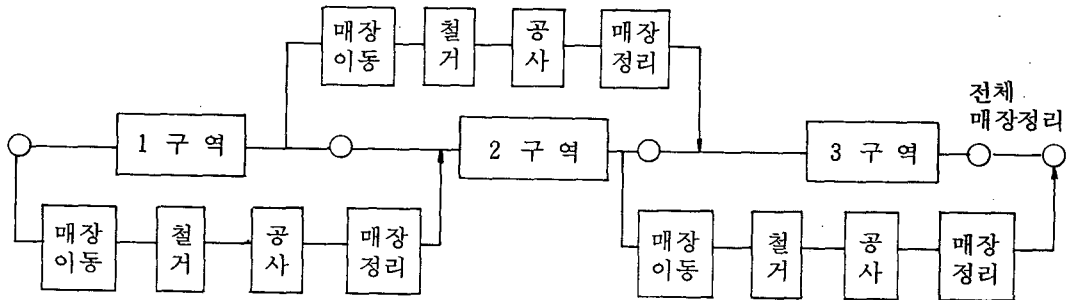 매장
이동
철
거
공
사
매장
정리
전체
매장정리
1 구 역
2 구 역
3 구 역
매장
이동
철
거
공
사
매장
정리
매장
이동
철
거
공
사
매장
정리